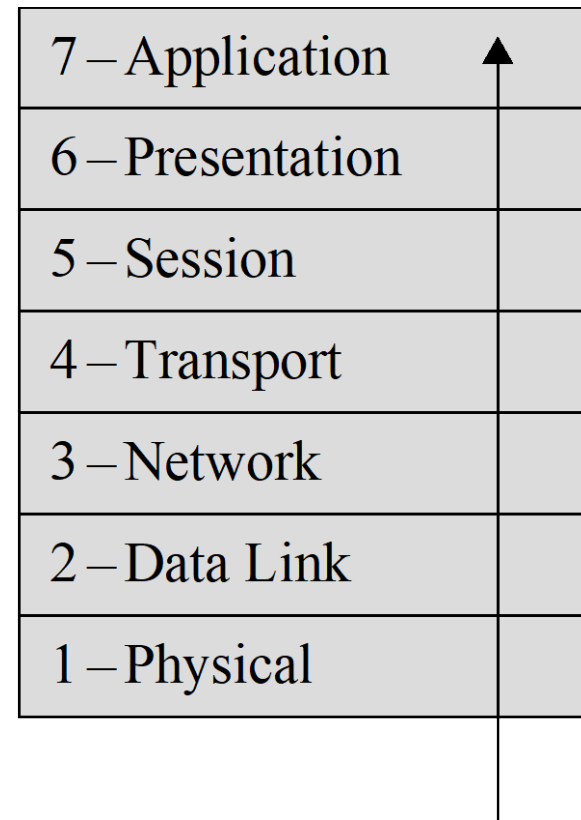 7 – Application
6 – Presentation
5 – Session
4 – Transport
3 – Network
2 – Data Link
1 – Physical